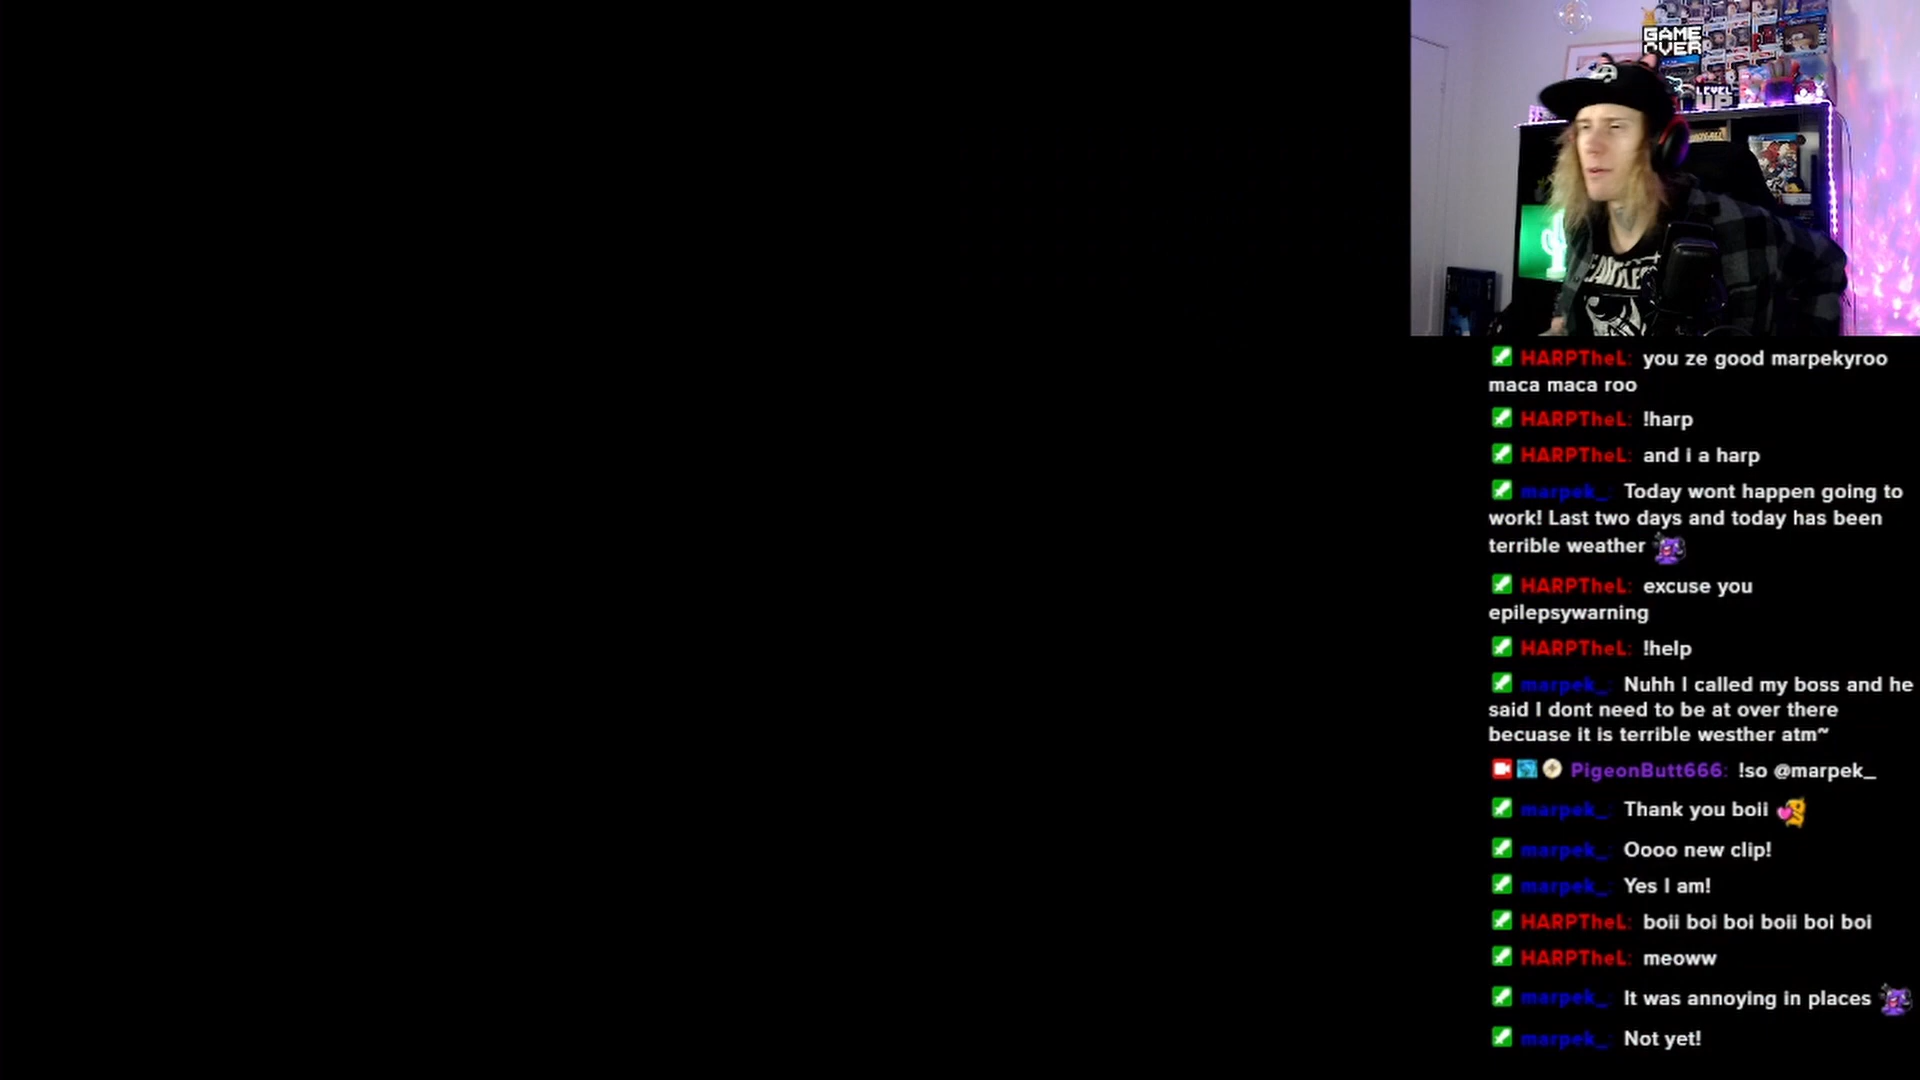 GAME
OVER
LEVEL
UP
HARPTheL: you ze good marpekyroo
maca maca roo
HARPTheL: !harp
HARPTheL: and i a harp
marpek_: Today wont happen going to
work! Last two days and today has been
terrible weather
HARPTheL: excuse you
epilepsywarning
HARPTheL: !help
marpek_: Nuhh I called my boss and he
said I dont need to be at over there
becuase it is terrible westher atm~
PigeonButt666: !so @marpek_
marpek_: Thank you boii
marpek_: Oooo new clip!
marpek_: Yes I am!
HARPTheL: boii boi boi boii boi boi
HARPTheL: meoww
marpek_: It was annoying in places
marpek_: Not yet!